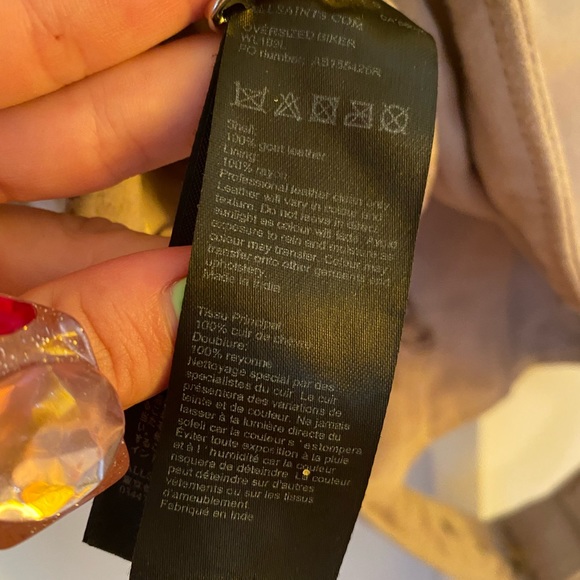 ALLSAINTS.COM
OVERSIZED BIKER
PO number:
Shell:
100% goat leather
Lining:
100% rayon
Professional leather clean only
Leather will vary in colour and
texture. Do not leave in direct
sunlight as colour will fade. Avoid
exposure to rain and moisture as
colour may transfer. Colour may
transfer onto other garments and
upholstery.
Made in India
Tissu Principal
100% cuir de chèvre
Doublure:
100% rayonne
Nettoyage spécial par des
spécialistes du cuir. Le cuir
présentera des variations de
teinte et de couleur. Ne jamais
laisser à la lumière directe du
soleil car la couleur s'estompera
Éviter toute exposition à la pluie
et à l'humidité car la couleur
risquera de déteindre. La couleur
peut déteindre sur d'autres
vêtements ou sur les tissus
d'ameublement.
Fabriqué en Inde